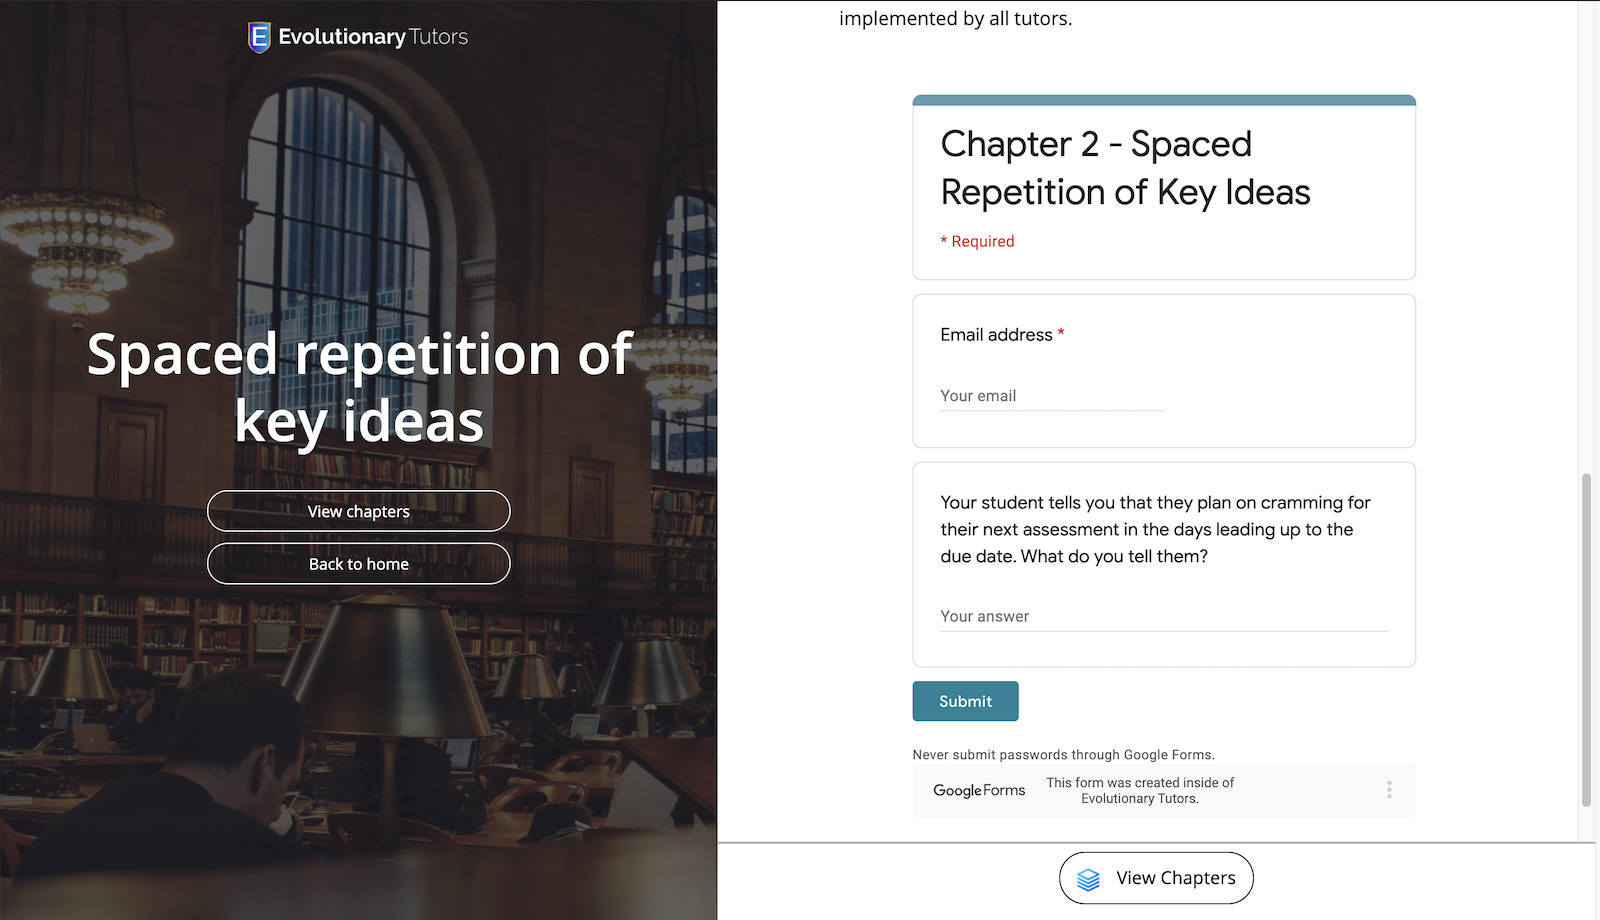 Evolutionary Tutors
Spaced repetition of
key ideas
View chapters
Back to home
implemented by all tutors.
Chapter 2 - Spaced
Repetition of Key Ideas
* Required
Email address *
Your email
Your student tells you that they plan on cramming for
their next assessment in the days leading up to the
due date. What do you tell them?
Your answer
Submit
Never submit passwords through Google Forms.
Google Forms
This form was created inside of
Evolutionary Tutors.
View Chapters